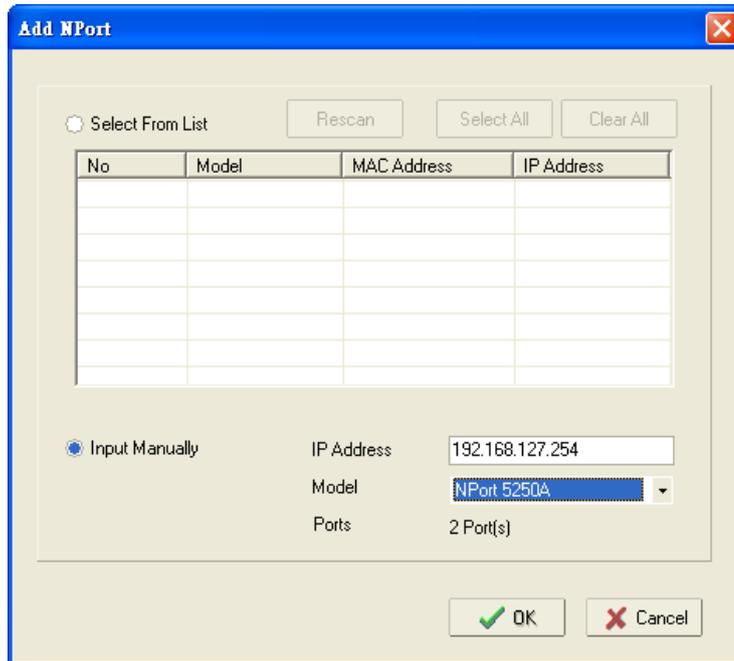 Add NPort
Select From List Rescan Select All Clear All
No Model MAC Address IP Address
Input Manually IP Address 192.168.127.254
Model NPort 5250A
Ports 2 Port(s)
OK Cancel